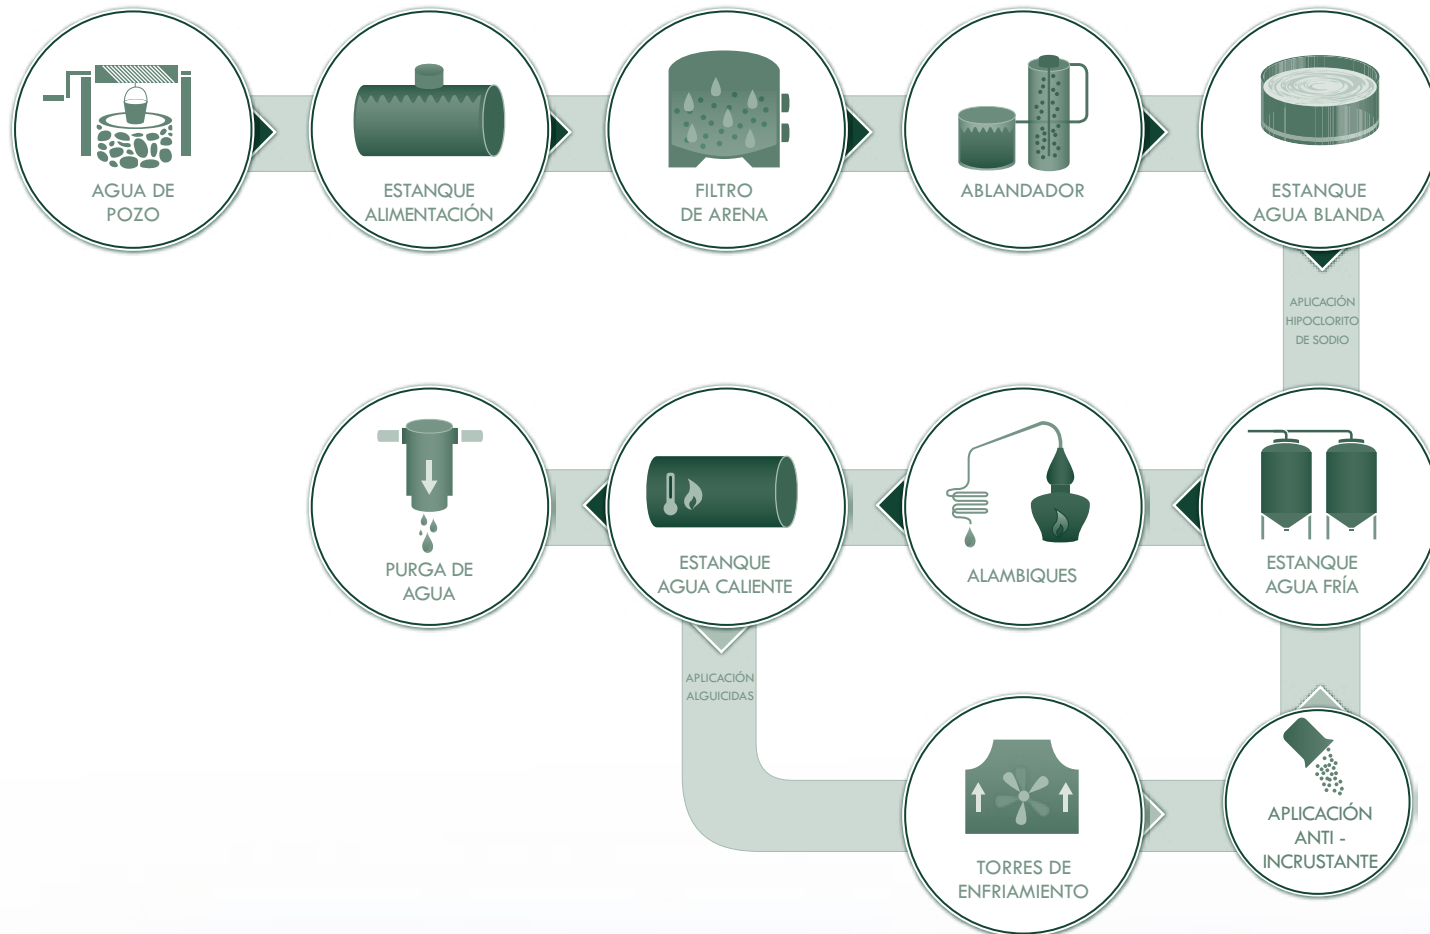 AGUA DE
POZO
ESTANQUE
ALIMENTACIÓN
FILTRO
DE ARENA
ABLANDADOR
ESTANQUE
AGUA BLANDA
APLICACIÓN
HIPOCLORITO
DE SODIO
PURGA DE
AGUA
ESTANQUE
AGUA CALIENTE
ALAMBIQUES
ESTANQUE
AGUA FRÍA
APLICACIÓN
ALGUICIDAS
TORRES DE
ENFRIAMIENTO
APLICACIÓN
ANTI -
INCRUSTANTE